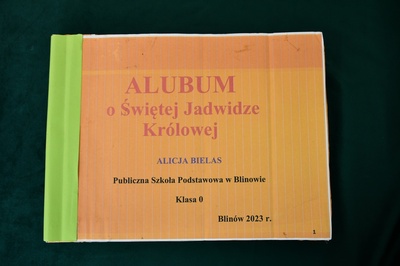 ALUBUM
o Świętej Jadwidze
Królowej
ALICJA BIELAS
Publiczna Szkoła Podstawowa w Blinowie
Klasa 0
Blinów 2023 r.
1